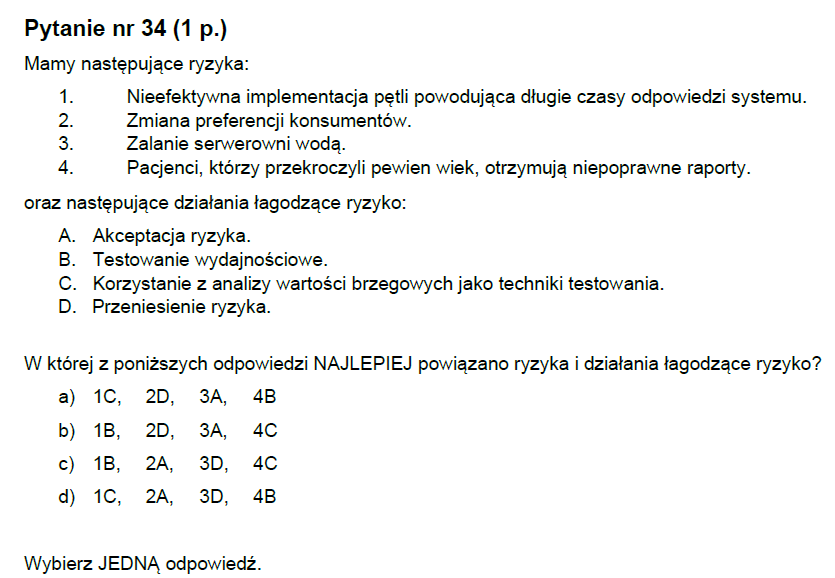 Pytanie nr 34 (1 p.)
Mamy następujące ryzyka:
1. Nieefektywna implementacja pętli powodująca długie czasy odpowiedzi systemu.
2. Zmiana preferencji konsumentów.
3. Zalanie serwerowni wodą.
4. Pacjenci, którzy przekroczyli pewien wiek, otrzymują niepoprawne raporty.
oraz następujące działania łagodzące ryzyko:
A. Akceptacja ryzyka.
B. Testowanie wydajnościowe.
C. Korzystanie z analizy wartości brzegowych jako techniki testowania.
D. Przeniesienie ryzyka.
W której z poniższych odpowiedzi NAJLEPIEJ powiązano ryzyka i działania łagodzące ryzyko?
a) 1C, 2D, 3A, 4B
b) 1B, 2D, 3A, 4C
c) 1B, 2A, 3D, 4C
d) 1C, 2A, 3D, 4B
Wybierz JEDNĄ odpowiedź.